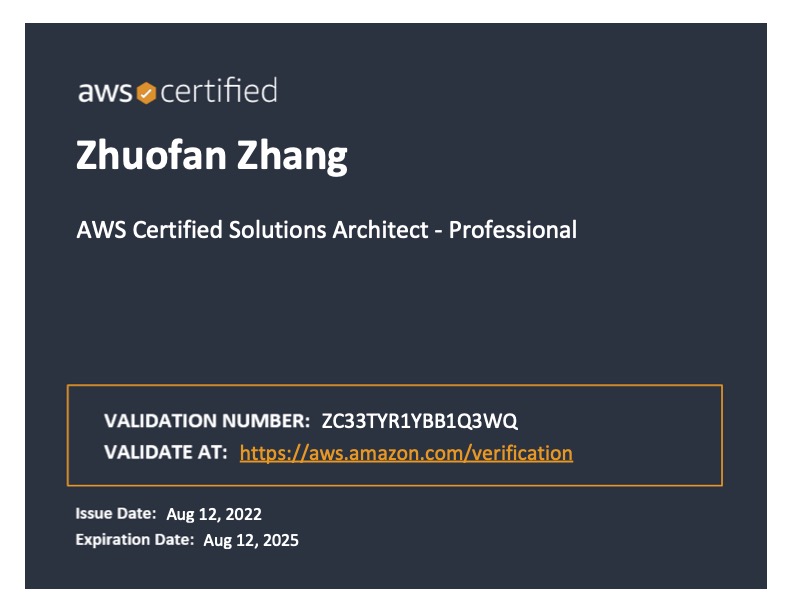 aws certified
Zhuofan Zhang
AWS Certified Solutions Architect - Professional
VALIDATION NUMBER: ZC33TYR1YBB1Q3WQ
VALIDATE AT: https://aws.amazon.com/verification
Issue Date: Aug 12, 2022
Expiration Date: Aug 12, 2025